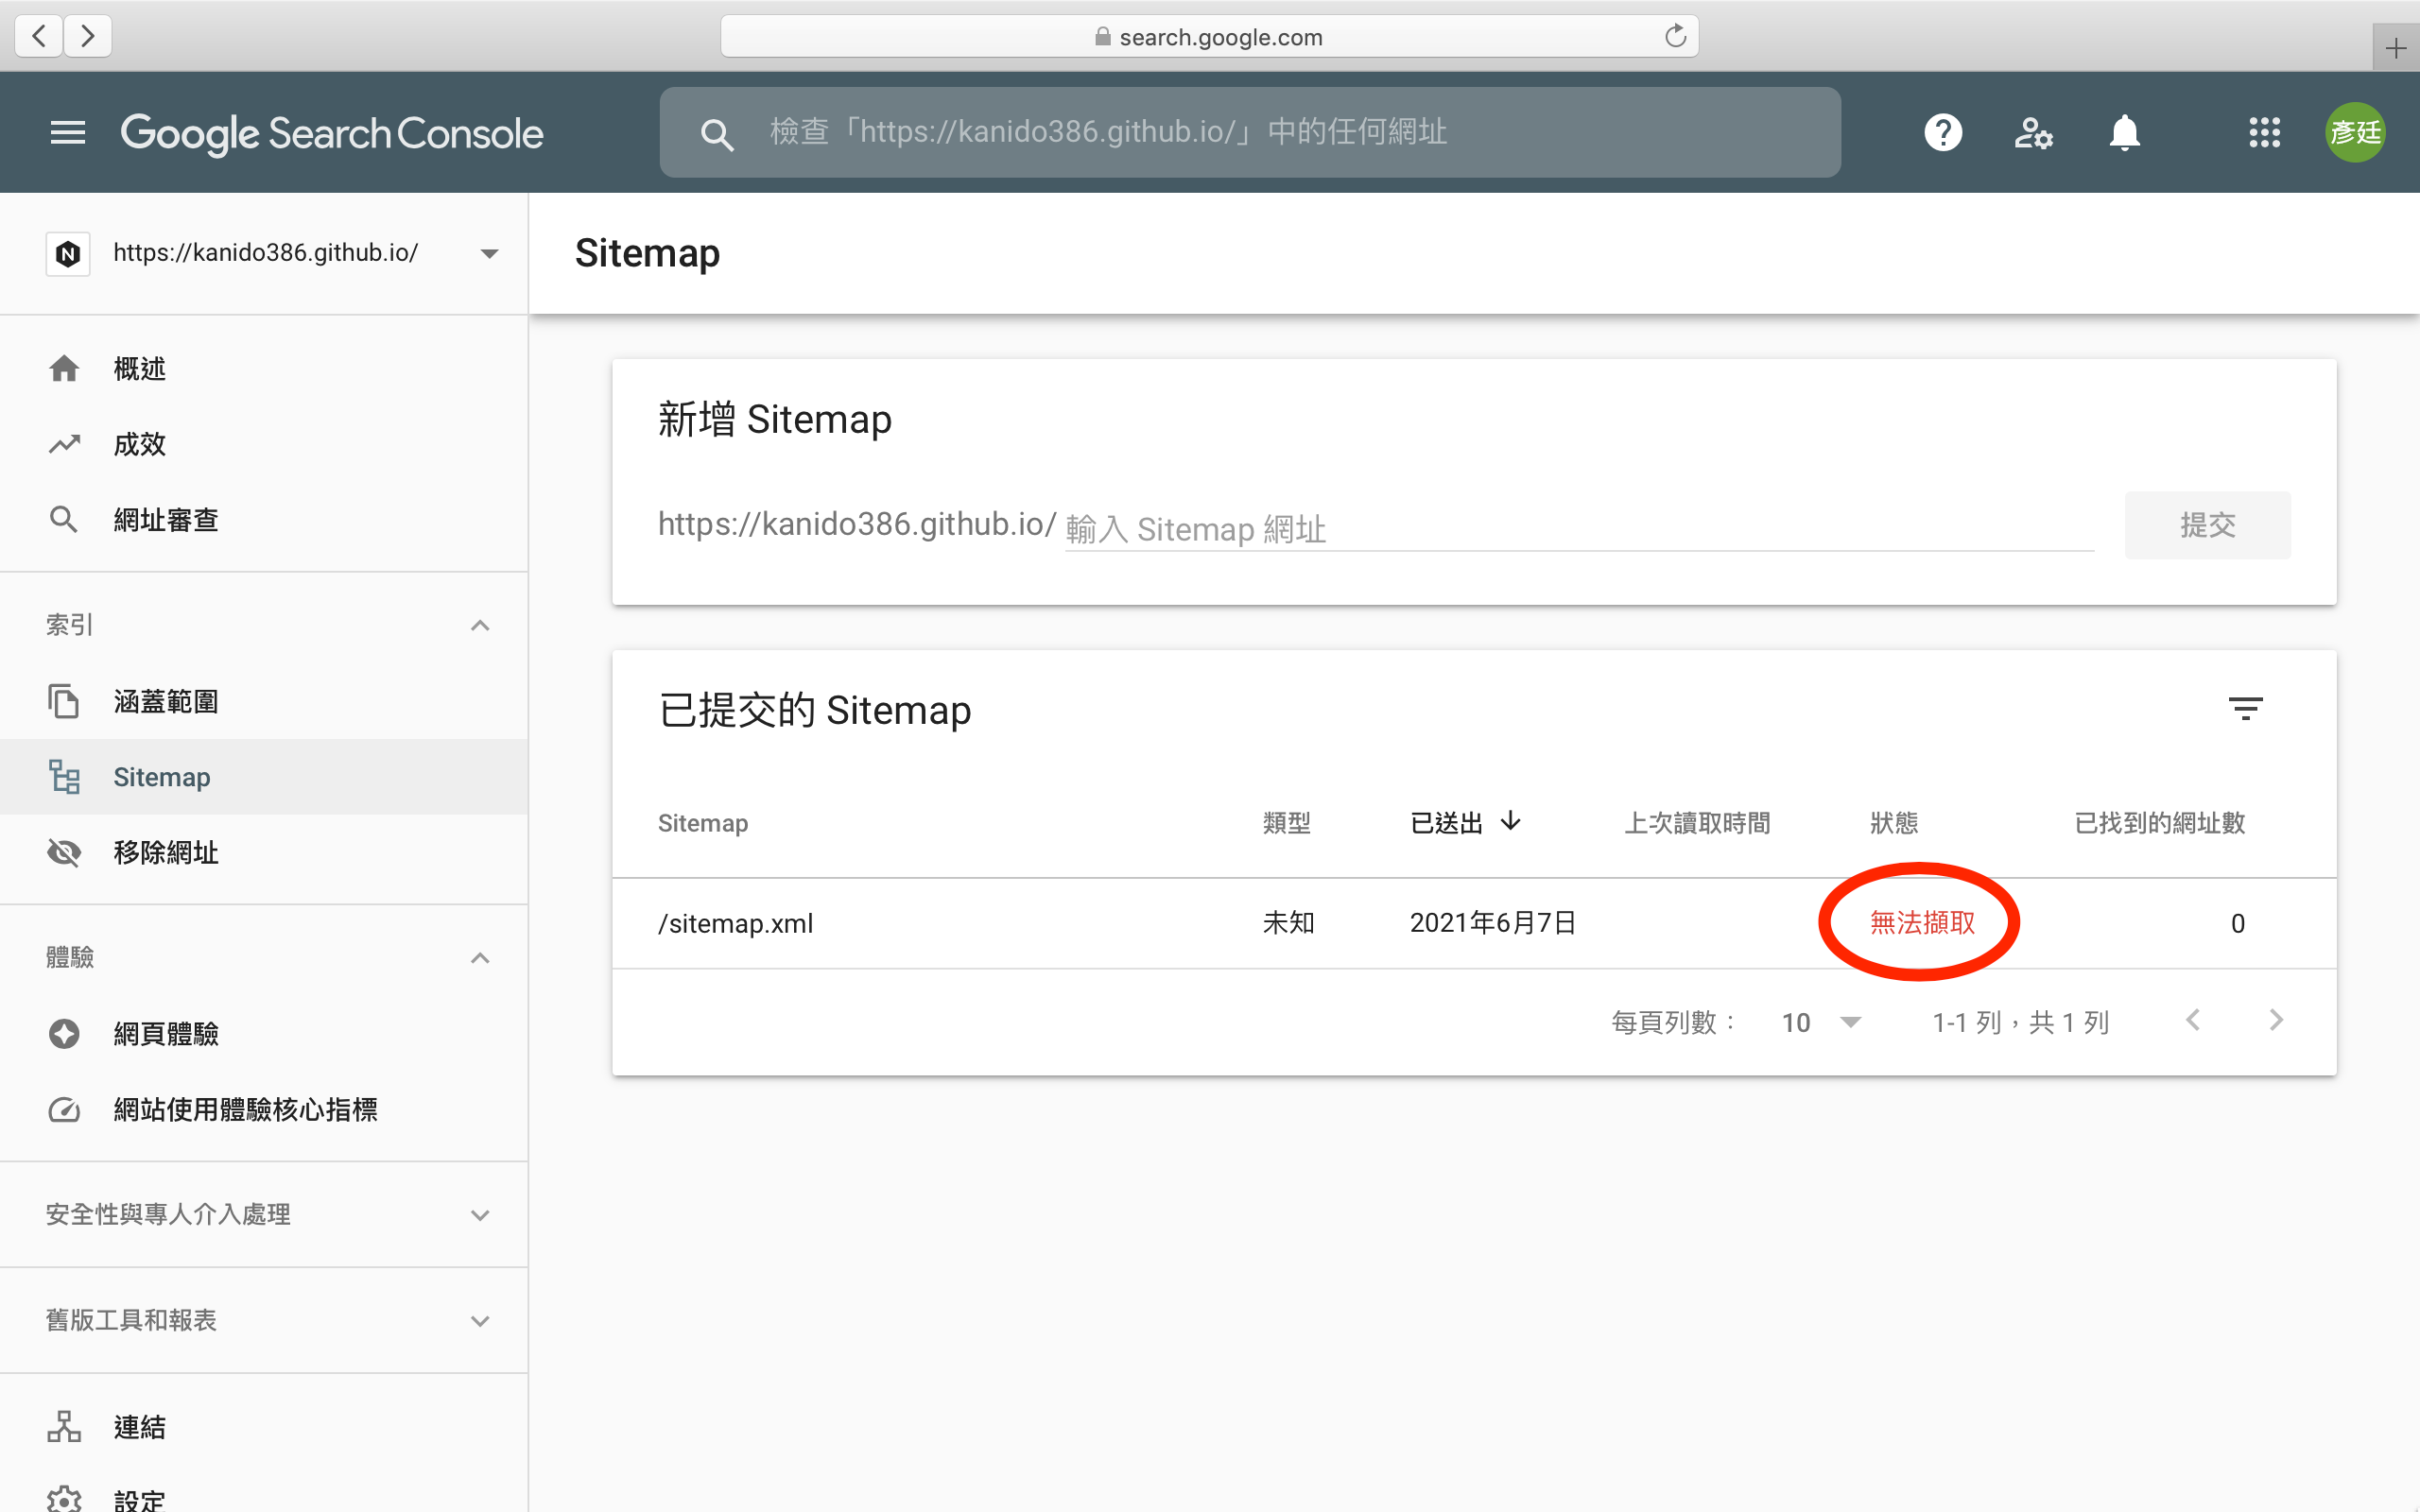 search.google.com
Google Search Console
檢查「https://kanido386.github.io/」中的任何網址
彥廷
N
https://kanido386.github.io/
Sitemap
概述
成效
網址審查
索引
涵蓋範圍
Sitemap
移除網址
體驗
網頁體驗
網站使用體驗核心指標
安全性與專人介入處理
舊版工具和報表
連結
設定
新增 Sitemap
https://kanido386.github.io/ 輸入 Sitemap 網址
提交
已提交的 Sitemap
Sitemap 類型 已送出 上次讀取時間 狀態 已找到的網址數
/sitemap.xml 未知 2021年6月7日 無法擷取 0
每頁列數： 10 1-1 列，共 1 列